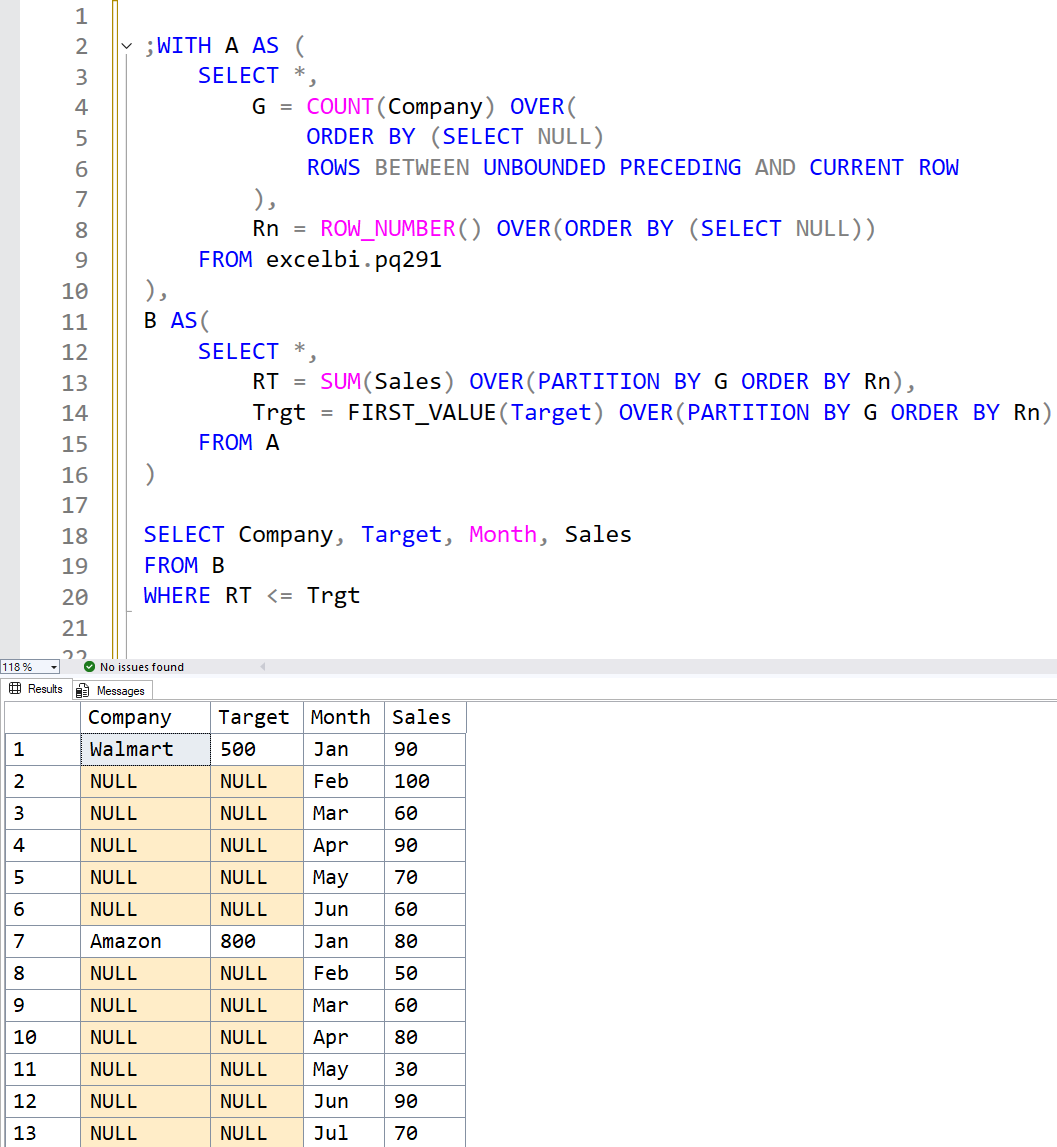 1
2 ;WITH A AS (
3 SELECT *,
4 G = COUNT(Company) OVER(
5 ORDER BY (SELECT NULL)
6 ROWS BETWEEN UNBOUNDED PRECEDING AND CURRENT ROW
7 ),
8 Rn = ROW_NUMBER() OVER(ORDER BY (SELECT NULL))
9 FROM excelbi.pq291
10 ),
11 B AS(
12 SELECT *,
13 RT = SUM(Sales) OVER(PARTITION BY G ORDER BY Rn),
14 Trgt = FIRST_VALUE(Target) OVER(PARTITION BY G ORDER BY Rn)
15 FROM A
16 )
17
18 SELECT Company, Target, Month, Sales
19 FROM B
20 WHERE RT <= Trgt
21
22
118 % No issues found
Results Messages
Company Target Month Sales
1 Walmart 500 Jan 90
2 NULL NULL Feb 100
3 NULL NULL Mar 60
4 NULL NULL Apr 90
5 NULL NULL May 70
6 NULL NULL Jun 60
7 Amazon 800 Jan 80
8 NULL NULL Feb 50
9 NULL NULL Mar 60
10 NULL NULL Apr 80
11 NULL NULL May 30
12 NULL NULL Jun 90
13 NULL NULL Jul 70